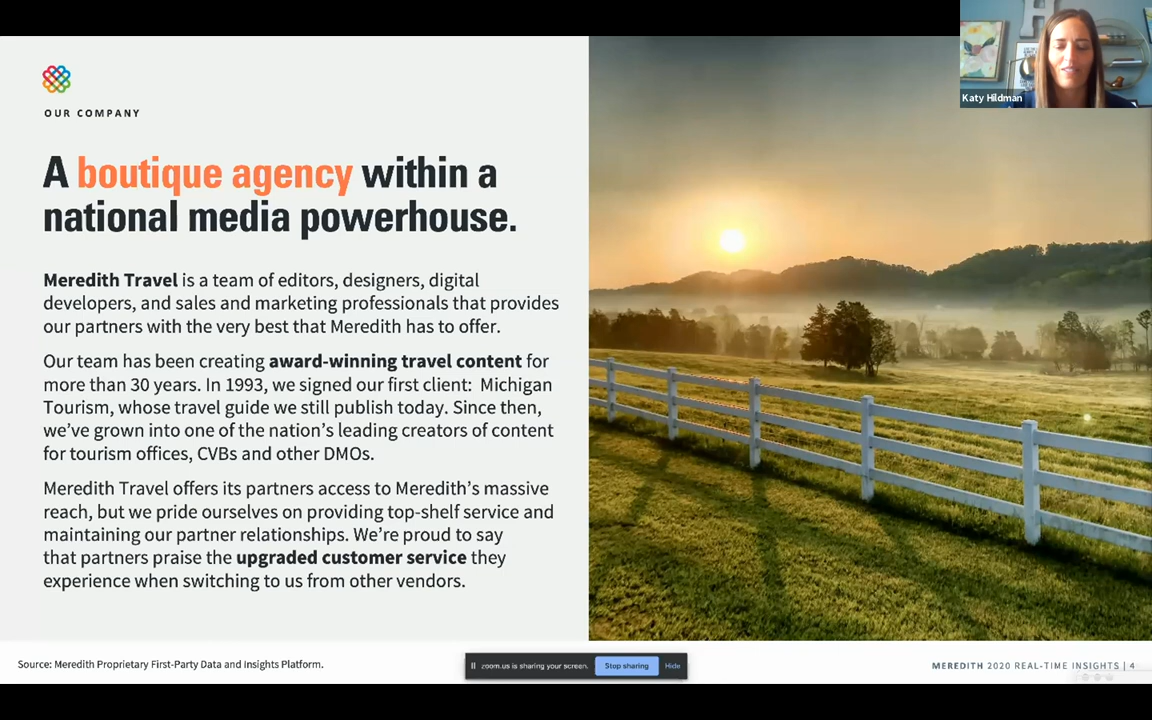 Katy Hildman
OUR COMPANY
A boutique agency within a
national media powerhouse.
Meredith Travel is a team of editors, designers, digital
developers, and sales and marketing professionals that provides
our partners with the very best that Meredith has to offer.
Our team has been creating award-winning travel content for
more than 30 years. In 1993, we signed our first client: Michigan
Tourism, whose travel guide we still publish today. Since then,
we've grown into one of the nation's leading creators of content
for tourism offices, CVBs and other DMOs.
Meredith Travel offers its partners access to Meredith's massive
reach, but we pride ourselves on providing top-shelf service and
maintaining our partner relationships. We're proud to say
that partners praise the upgraded customer service they
experience when switching to us from other vendors.
Source: Meredith Proprietary First-Party Data and Insights Platform.
zoom.us is sharing your screen.
Stop sharing
Hide
MEREDITH 2020 REAL-TIME INSIGHTS | 4